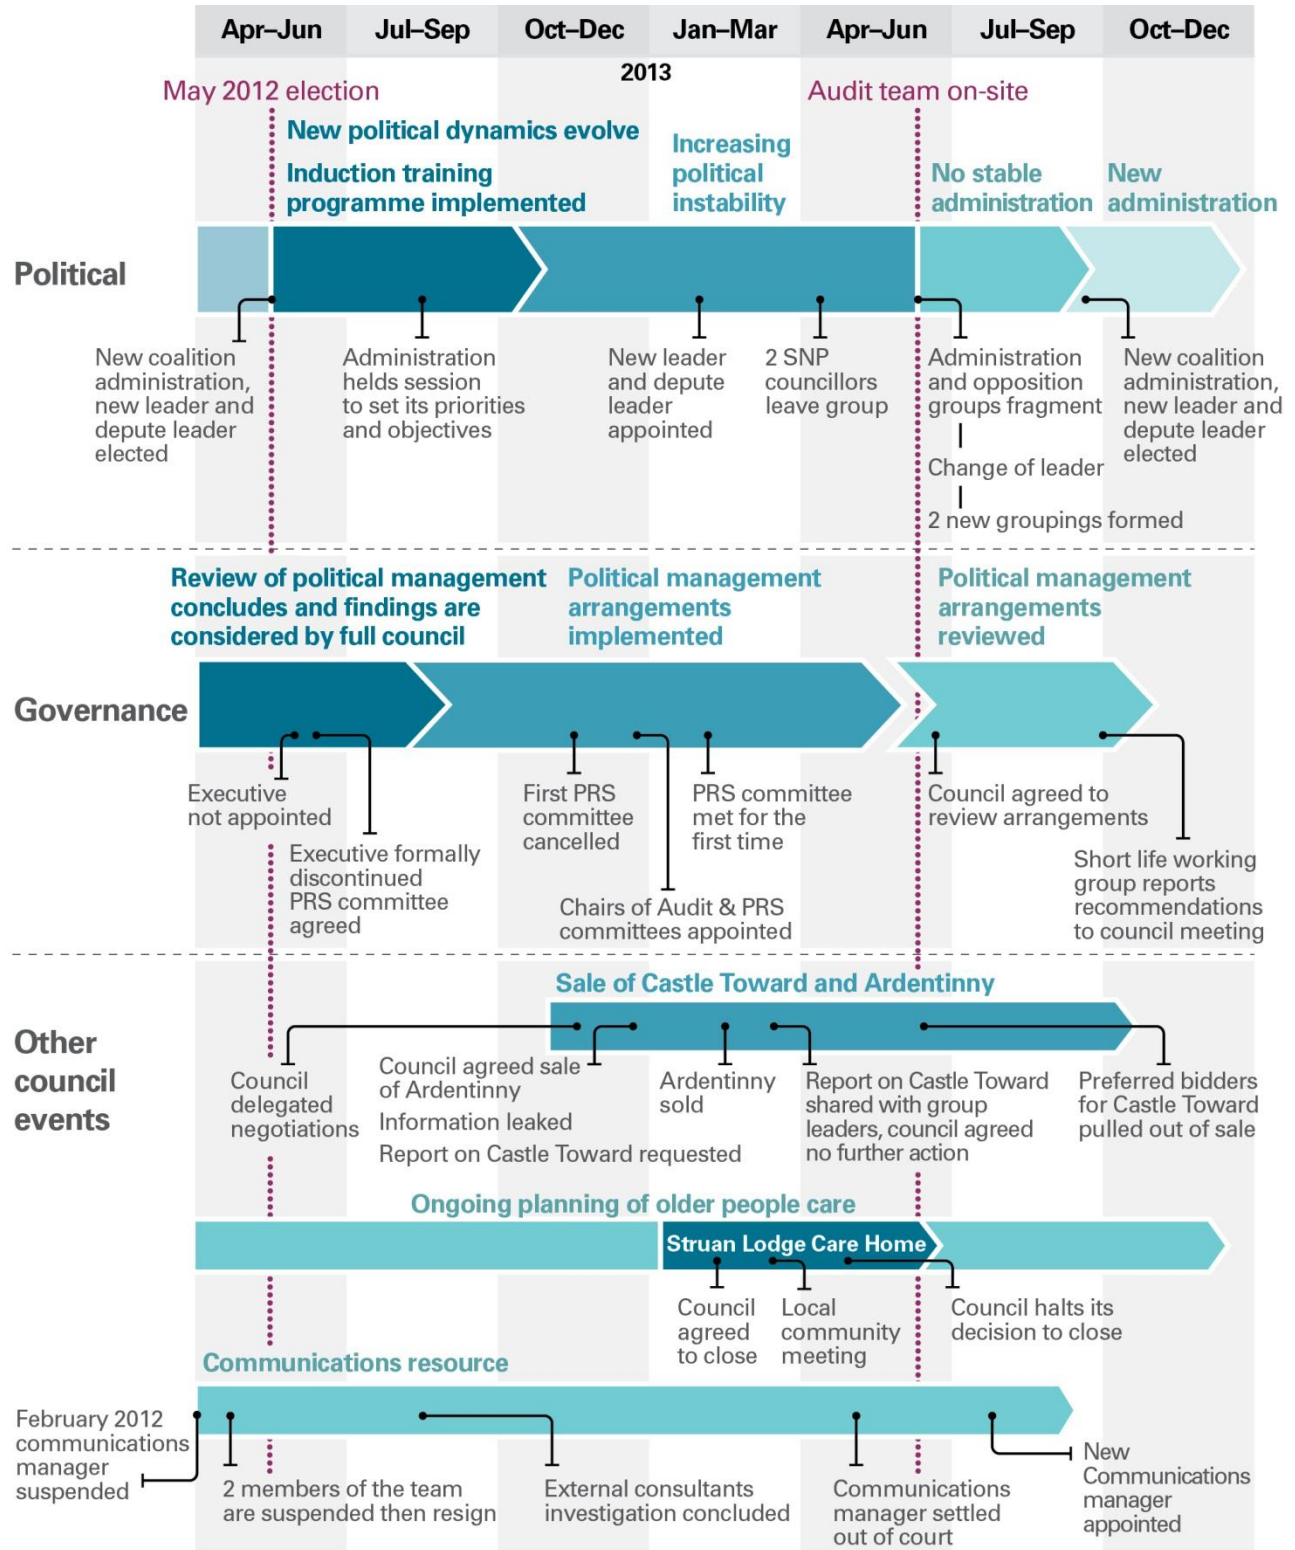 Apr–Jun
Jul–Sep
Oct–Dec
Jan–Mar
Apr–Jun
Jul–Sep
Oct–Dec
2013
May 2012 election
Audit team on-site
New political dynamics evolve
Induction training
programme implemented
Increasing
political
instability
No stable
administration
New
administration
Political
New coalition
administration,
new leader and
depute leader
elected
Administration
helds session
to set its priorities
and objectives
New leader
and depute
leader
appointed
2 SNP
councillors
leave group
Administration
and opposition
groups fragment
Change of leader
2 new groupings formed
New coalition
administration,
new leader and
depute leader
elected
Review of political management
concludes and findings are
considered by full council
Political management
arrangements
implemented
Political management
arrangements
reviewed
Governance
Executive
not appointed
Executive formally
discontinued
PRS committee
agreed
First PRS
committee
cancelled
Chairs of Audit & PRS
committees appointed
PRS committee
met for the
first time
Council agreed to
review arrangements
Short life working
group reports
recommendations
to council meeting
Other
council
events
Sale of Castle Toward and Ardentinny
Council
delegated
negotiations
Council agreed sale
of Ardentinny
Information leaked
Report on Castle Toward requested
Ardentinny
sold
Report on Castle Toward
shared with group
leaders, council agreed
no further action
Preferred bidders
for Castle Toward
pulled out of sale
Ongoing planning of older people care
Struan Lodge Care Home
Council
agreed
to close
Local
community
meeting
Council halts its
decision to close
Communications resource
February 2012
communications
manager
suspended
2 members of the team
are suspended then resign
External consultants
investigation concluded
Communications
manager settled
out of court
New
Communications
manager
appointed